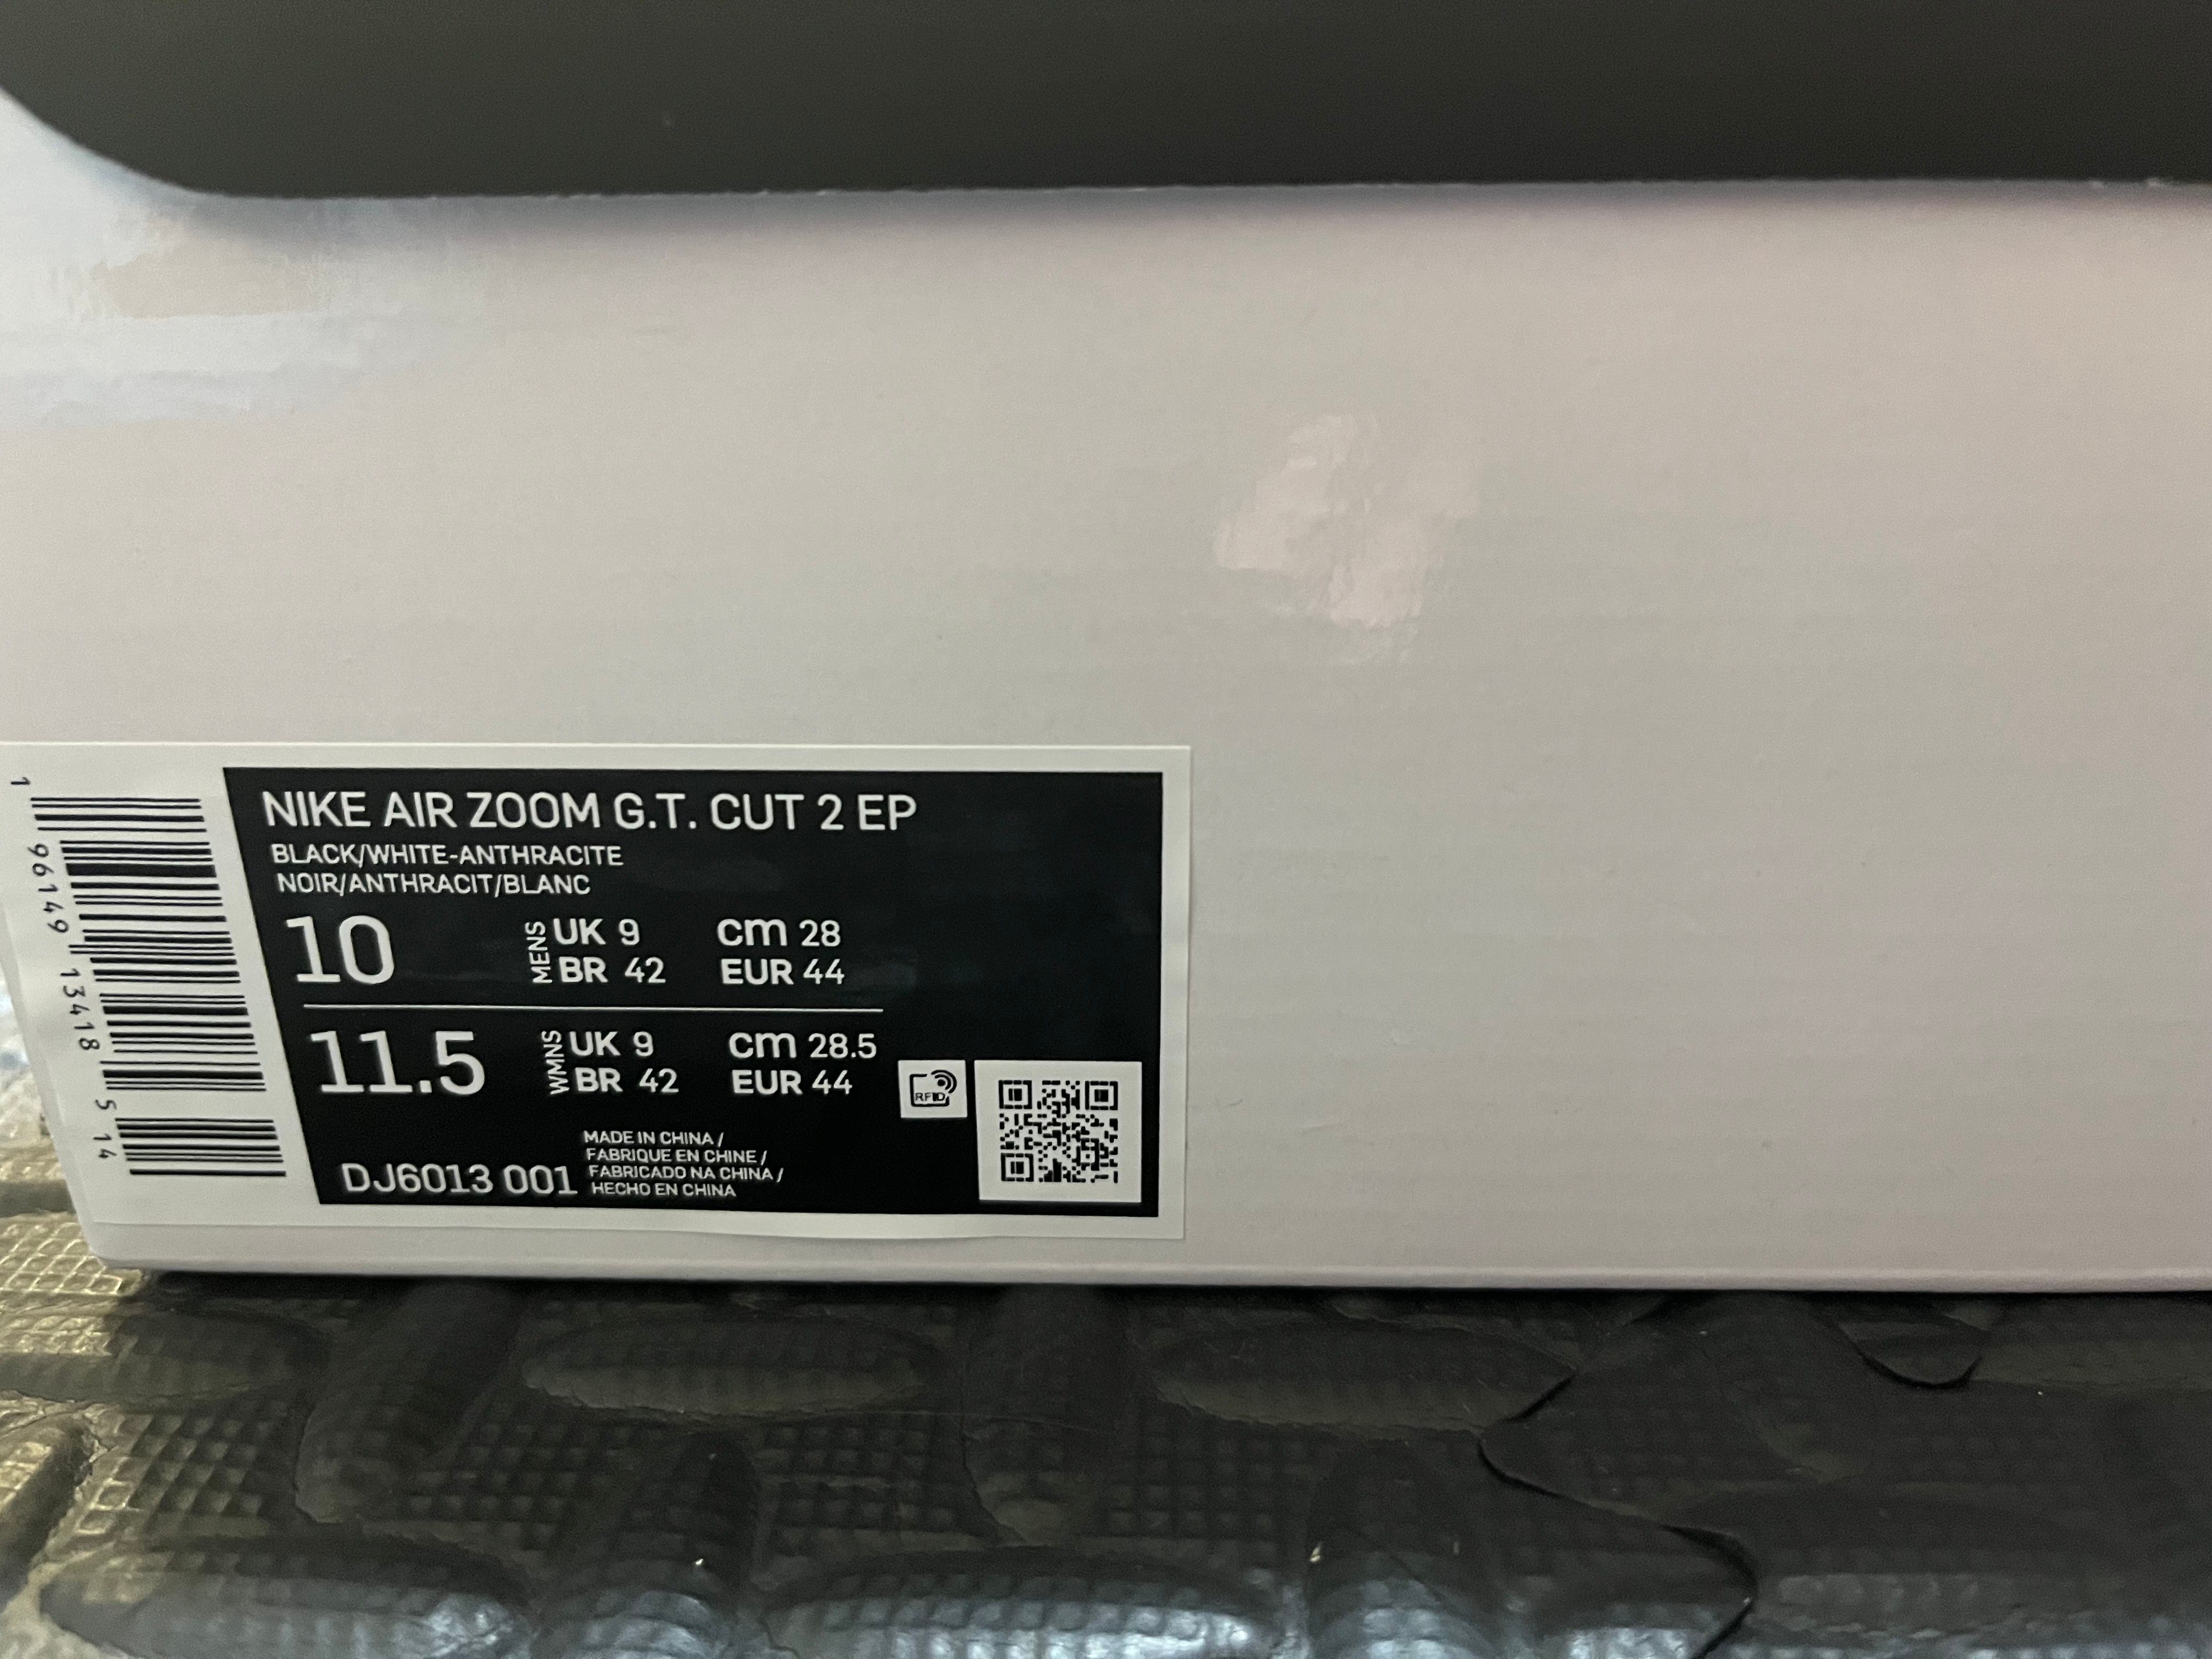 NIKE AIR ZOOM G.T. CUT 2 EP
BLACK/WHITE-ANTHRACITE
NOIR/ANTHRACIT/BLANC
10 MENS UK 9 cm 28
BR 42 EUR 44
11.5 WMNS UK 9 cm 28.5
BR 42 EUR 44
RFID
MADE IN CHINA /
FABRIQUE EN CHINE /
FABRICADO NA CHINA /
HECHO EN CHINA
DJ6013 001
1 96149 13418 5 14